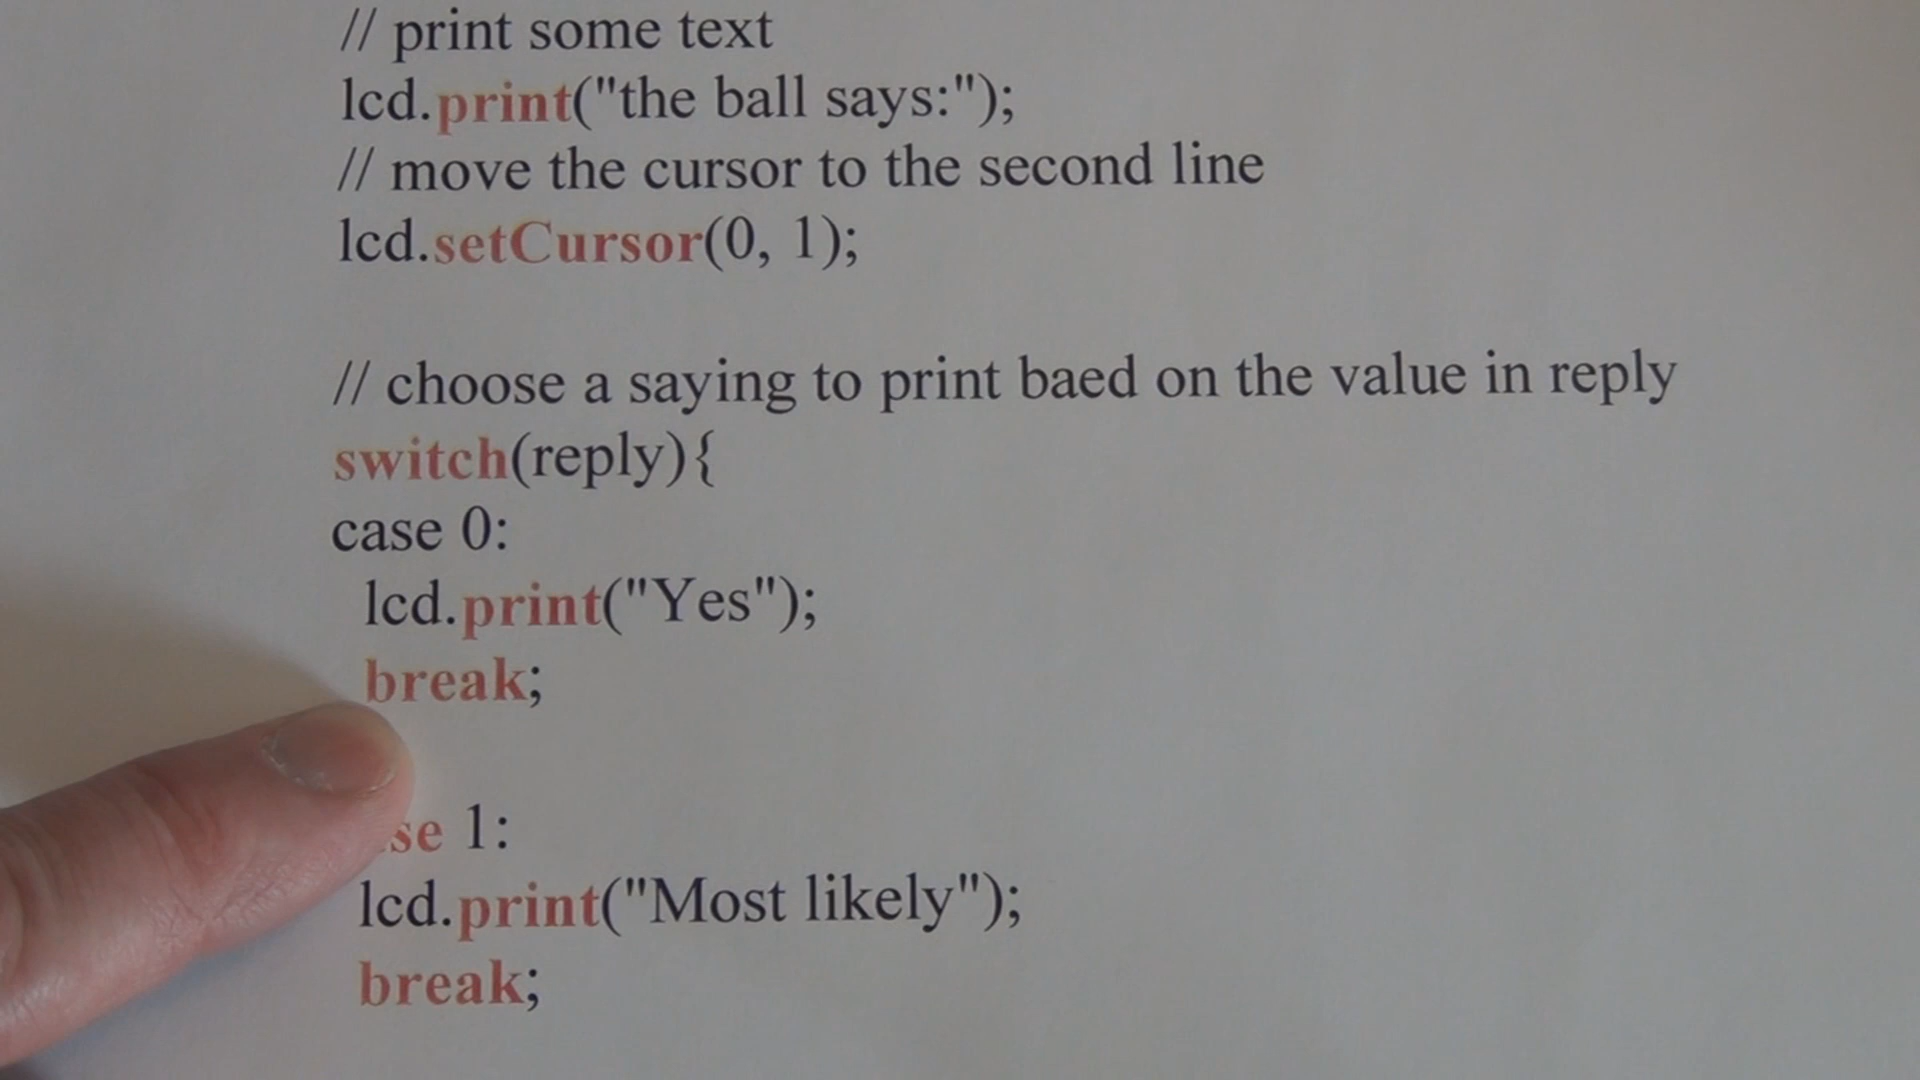 // print some text
lcd.print("the ball says:");
// move the cursor to the second line
lcd.setCursor(0, 1);
// choose a saying to print baed on the value in reply
switch(reply){
case 0:
lcd.print("Yes");
break;
se 1:
lcd.print("Most likely");
break;